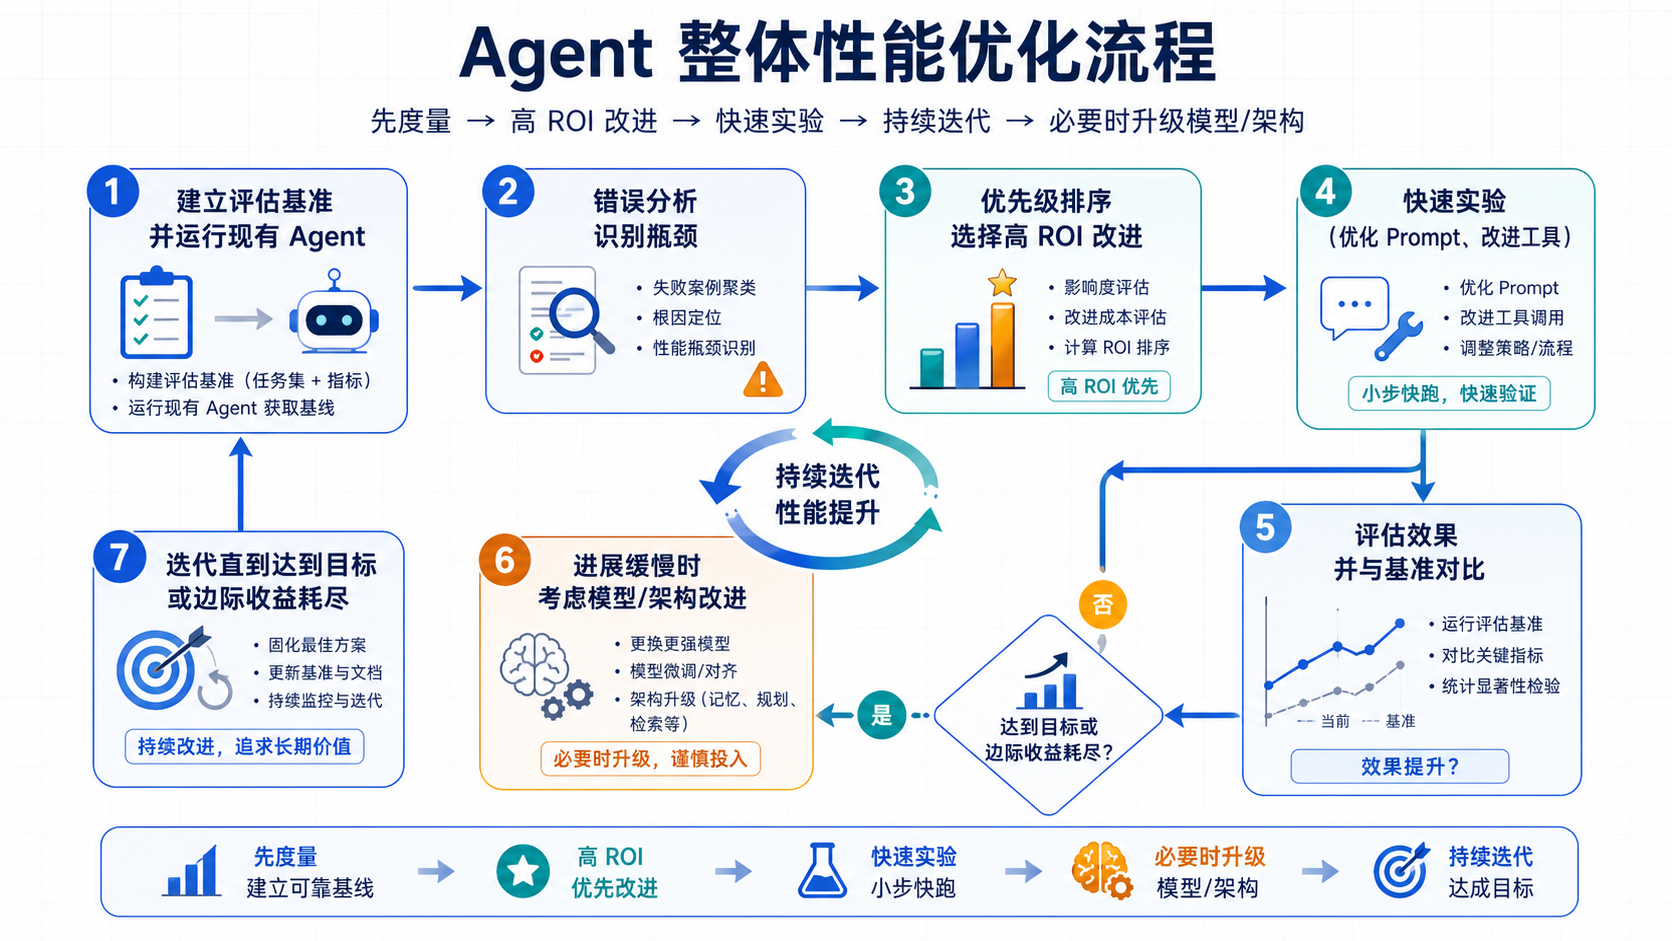 Agent 整体性能优化流程
先度量 → 高 ROI 改进 → 快速实验 → 持续迭代 → 必要时升级模型/架构
1
建立评估基准
并运行现有 Agent
• 构建评估基准（任务集 + 指标）
• 运行现有 Agent 获取基线
2
错误分析
识别瓶颈
• 失败案例聚类
• 根因定位
• 性能瓶颈识别
3
优先级排序
选择高 ROI 改进
• 影响度评估
• 改进成本评估
• 计算 ROI 排序
高 ROI 优先
4
快速实验
（优化 Prompt、改进工具）
• 优化 Prompt
• 改进工具调用
• 调整策略/流程
小步快跑，快速验证
持续迭代
性能提升
5
评估效果
并与基准对比
• 运行评估基准
• 对比关键指标
• 统计显著性检验
当前 基准
效果提升？
否
达到目标或
边际收益耗尽？
是
6
进展缓慢时
考虑模型/架构改进
• 更换更强模型
• 模型微调/对齐
• 架构升级（记忆、规划、
检索等）
必要时升级，谨慎投入
7
迭代直到达到目标
或边际收益耗尽
• 固化最佳方案
• 更新基准与文档
• 持续监控与迭代
持续改进，追求长期价值
先度量
建立可靠基线
高 ROI
优先改进
快速实验
小步快跑
必要时升级
模型/架构
持续迭代
达成目标